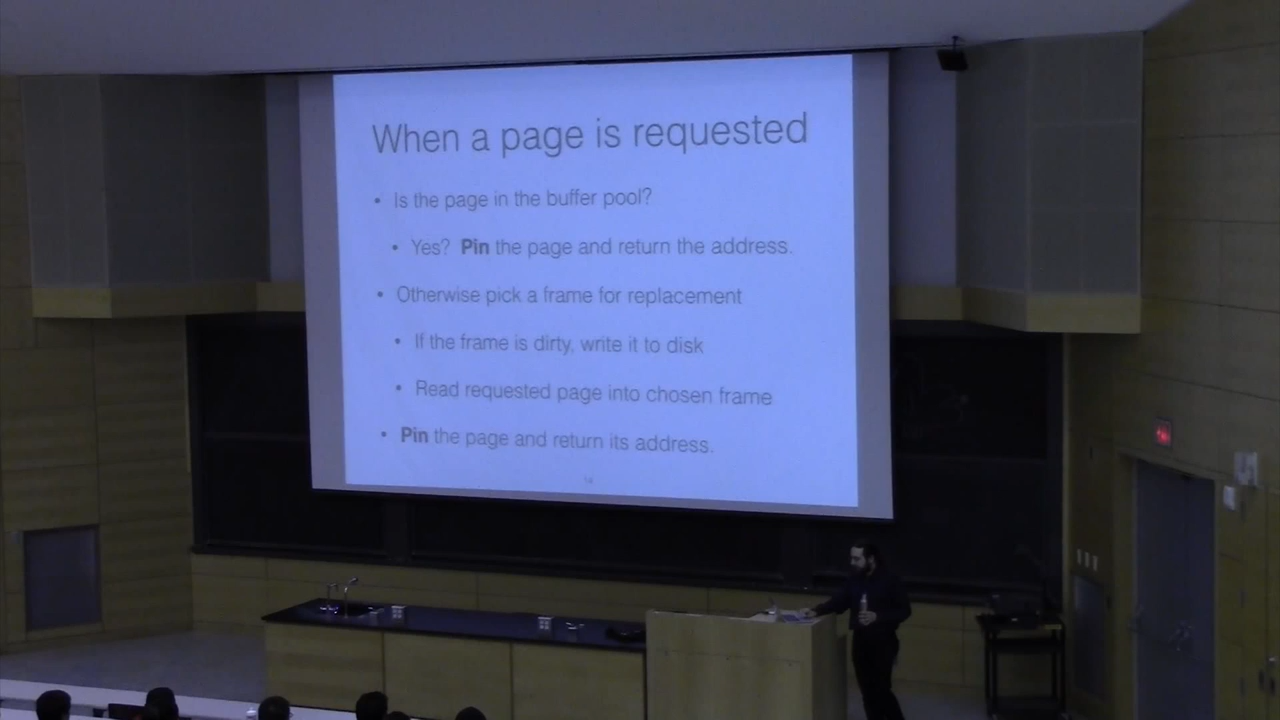 When a page is requested
• Is the page in the buffer pool?
• Yes? Pin the page and return the address.
• Otherwise pick a frame for replacement
• If the frame is dirty, write it to disk
• Read requested page into chosen frame
• Pin the page and return its address.